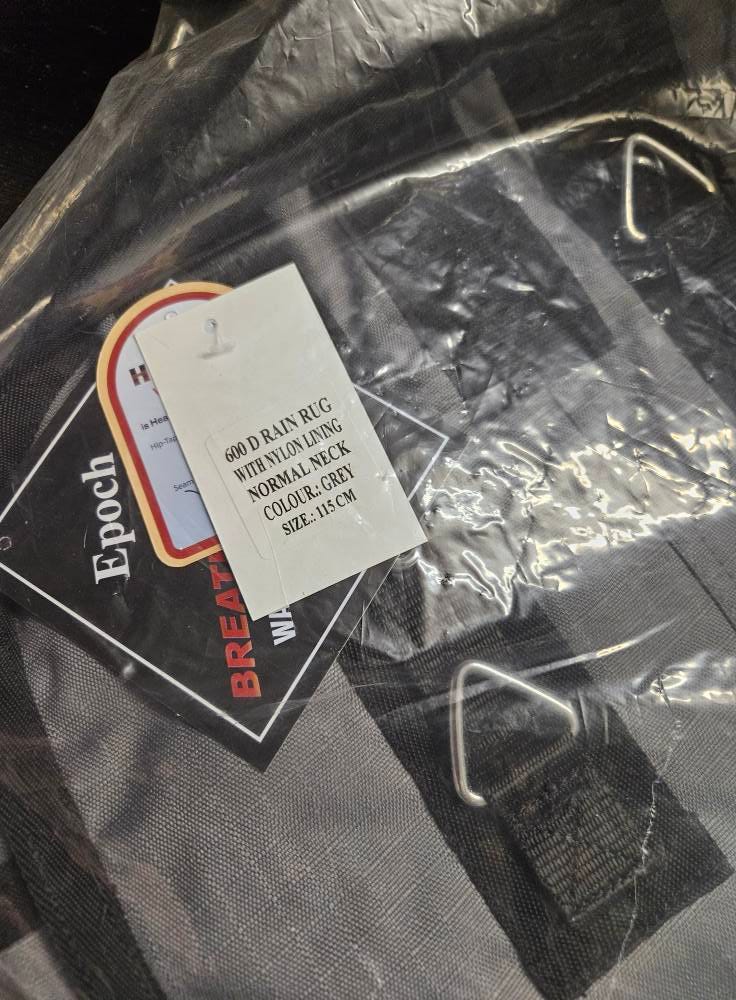 600 D RAIN RUG
WITH NYLON LINING
NORMAL NECK
COLOUR.: GREY
SIZE.: 115 CM
Epoch
is Hea
Hip-Tap
Seam
BREAT
WA